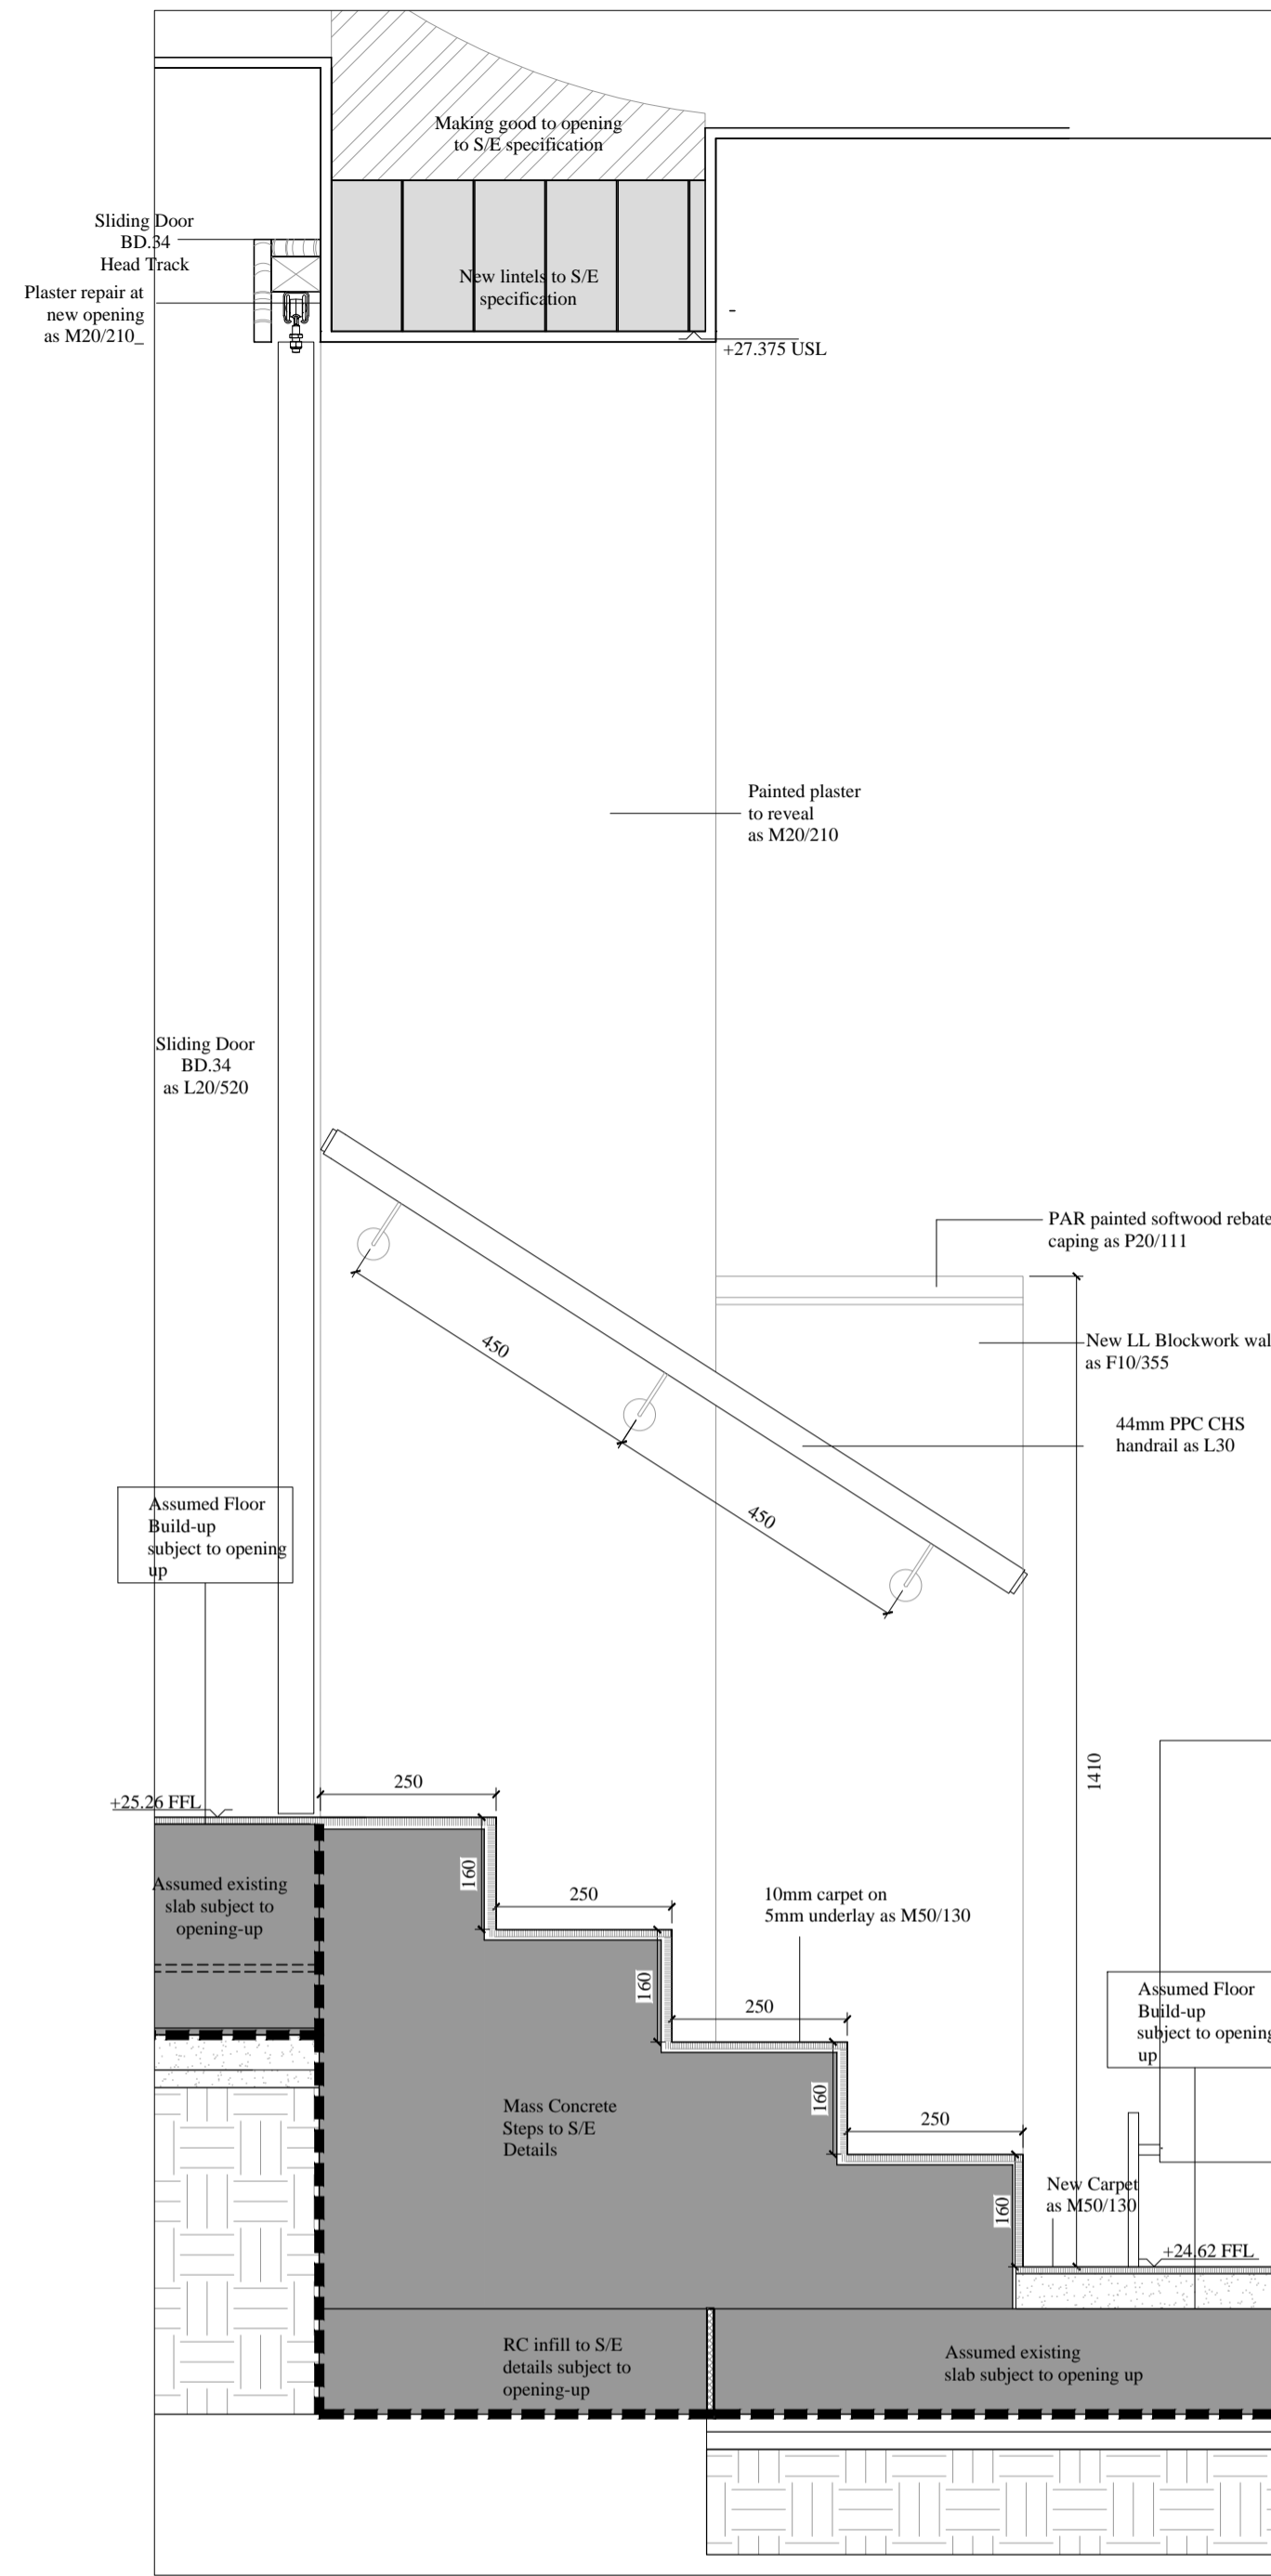 Making good to opening
to S/E specification
Sliding Door
BD.34
Head Track
Plaster repair at
new opening
as M20/210_
New lintels to S/E
specification
-
+27.375 USL
Painted plaster
to reveal
as M20/210
Sliding Door
BD.34
as L20/520
PAR painted softwood rebate
caping as P20/111
New LL Blockwork wal
as F10/355
44mm PPC CHS
handrail as L30
450
450
Assumed Floor
Build-up
subject to opening
up
1410
250
+25.26 FFL
160
Assumed existing
slab subject to
opening-up
250
10mm carpet on
5mm underlay as M50/130
160
250
Assumed Floor
Build-up
subject to opening
up
160
250
Mass Concrete
Steps to S/E
Details
New Carpet
as M50/130
160
+24.62 FFL
RC infill to S/E
details subject to
opening-up
Assumed existing
slab subject to opening up